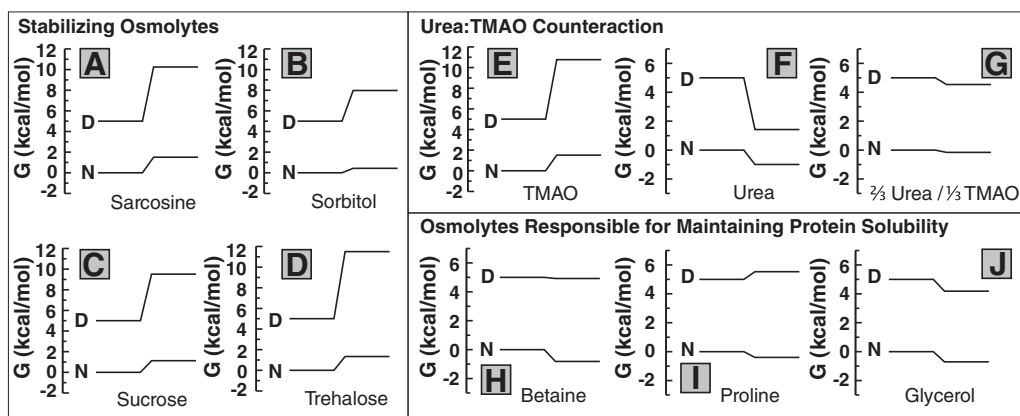 Stabilizing Osmolytes
A
G (kcal/mol)
12
10
8
6
4
2
0
-2
D
N
Sarcosine
B
G (kcal/mol)
12
10
8
6
4
2
0
-2
D
N
Sorbitol
C
G (kcal/mol)
12
10
8
6
4
2
0
-2
D
N
Sucrose
D
G (kcal/mol)
12
10
8
6
4
2
0
-2
D
N
Trehalose
Urea:TMAO Counteraction
E
G (kcal/mol)
12
10
8
6
4
2
0
-2
D
N
TMAO
F
G (kcal/mol)
6
4
2
0
-2
D
N
Urea
G
G (kcal/mol)
6
4
2
0
-2
D
N
⅔ Urea / ⅓ TMAO
Osmolytes Responsible for Maintaining Protein Solubility
G (kcal/mol)
6
4
2
0
-2
D
N
H
Betaine
G (kcal/mol)
6
4
2
0
-2
D
N
I
Proline
J
G (kcal/mol)
6
4
2
0
-2
D
N
Glycerol